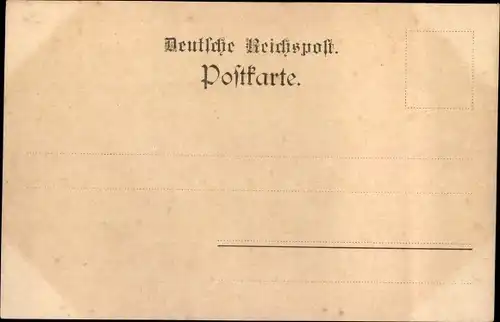 Deutsche Reichspost.
Postkarte.